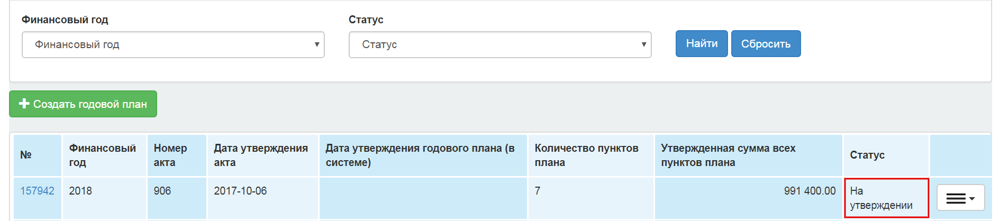 Финансовый год
Статус
Финансовый год
Статус
Найти
Сбросить
Создать годовой план
№
Финансовый
год
Номер
акта
Дата утверждения
акта
Дата утверждения годового плана (в
системе)
Количество пунктов
плана
Утвержденная сумма всех
пунктов плана
Статус
157942
2018
906
2017-10-06
7
991 400.00
На
утверждении